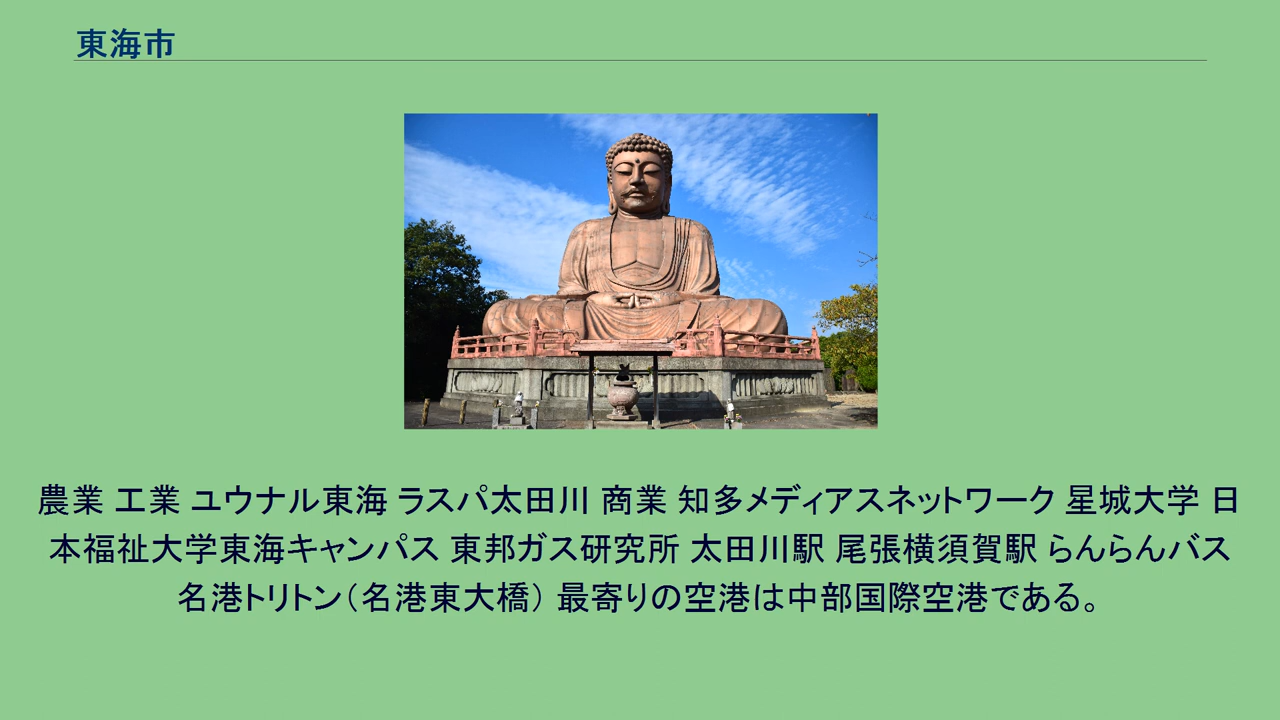 東海市
農業 工業 ユウナル東海 ラスパ太田川 商業 知多メディアスネットワーク 星城大学 日
本福祉大学東海キャンパス 東邦ガス研究所 太田川駅 尾張横須賀駅 らんらんバス
名港トリトン（名港東大橋） 最寄りの空港は中部国際空港である。